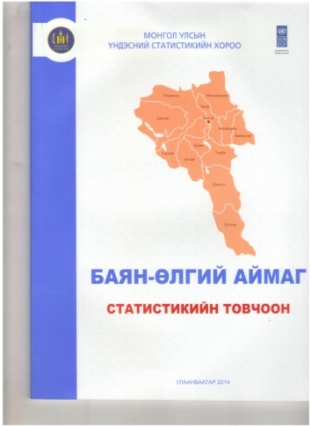 МОНГОЛ УЛСЫН
ҮНДЭСНИЙ СТАТИСТИКИЙН ХОРОО
БАЯН-ӨЛГИЙ АЙМАГ
СТАТИСТИКИЙН ТОВЧООН
УЛААНБААТАР 2014